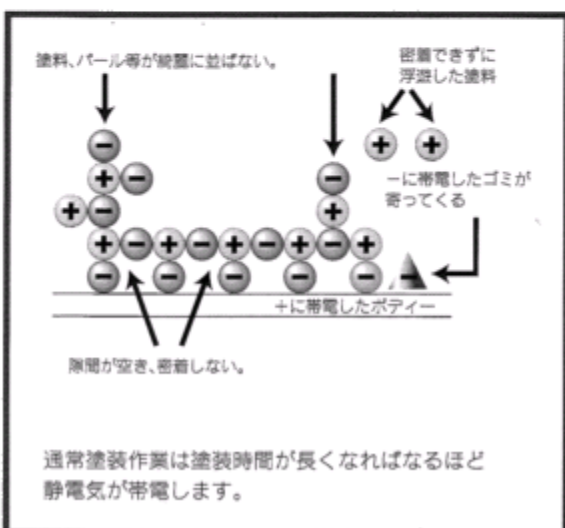 塗料、パール等が綺麗に並ばない。
密着できずに
浮遊した塗料
−に帯電したゴミが
寄ってくる
+に帯電したボディー
隙間が空き、密着しない。
通常塗装作業は塗装時間が長くなればなるほど
静電気が帯電します。